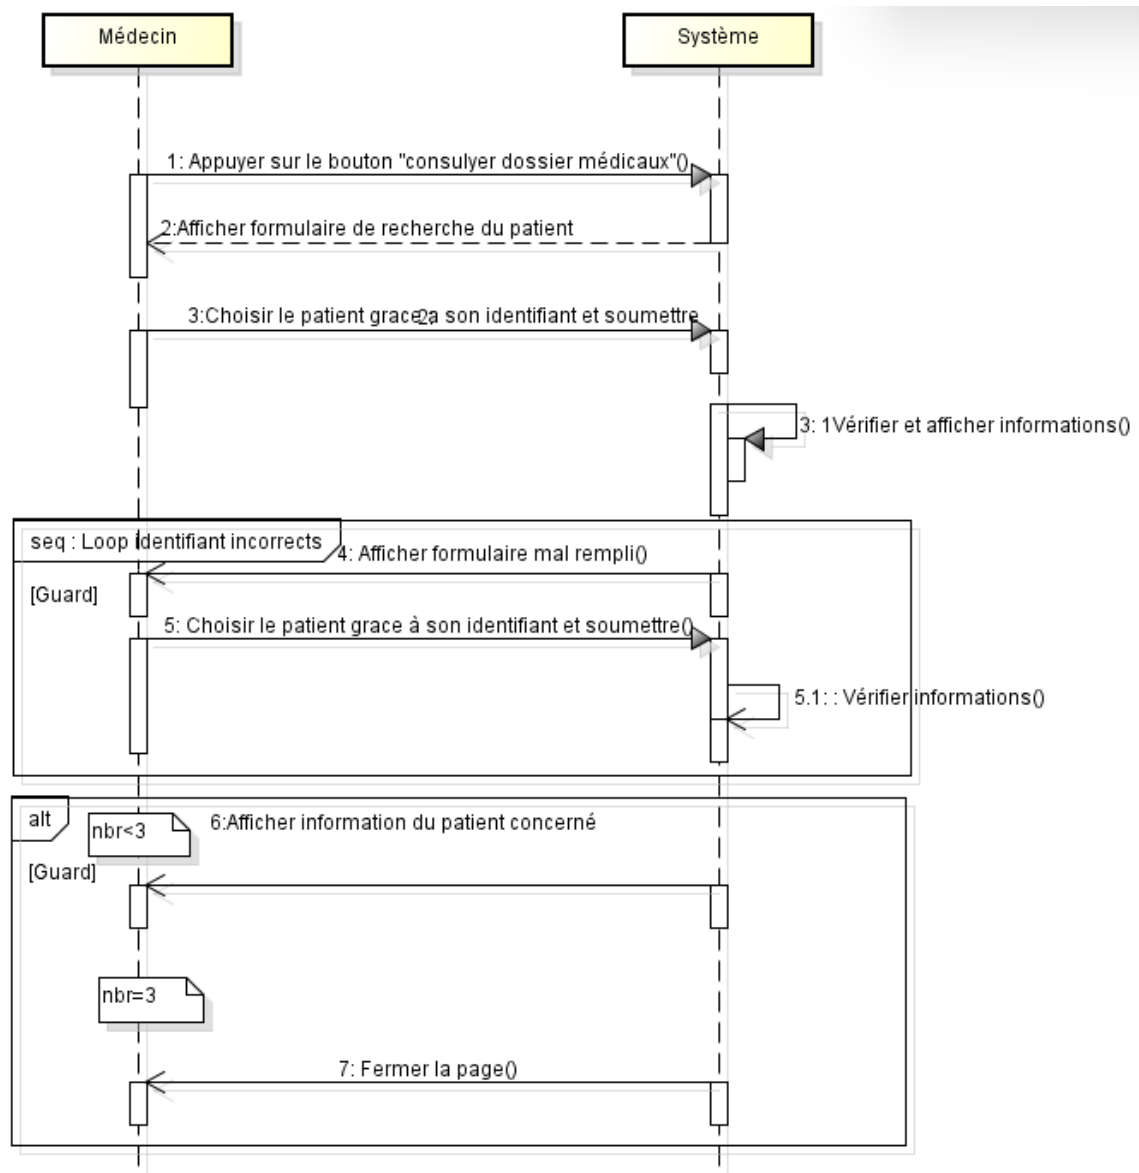 Médecin
Système
1: Appuyer sur le bouton "consulyer dossier médicaux"()
2:Afficher formulaire de recherche du patient
3:Choisir le patient grace a son identifiant et soumettre
2:
3: 1Vérifier et afficher informations()
seq : Loop identifiant incorrects
4: Afficher formulaire mal rempli()
[Guard]
5: Choisir le patient grace à son identifiant et soumettre()
5.1: : Vérifier informations()
alt
nbr<3
6:Afficher information du patient concerné
[Guard]
nbr=3
7: Fermer la page()